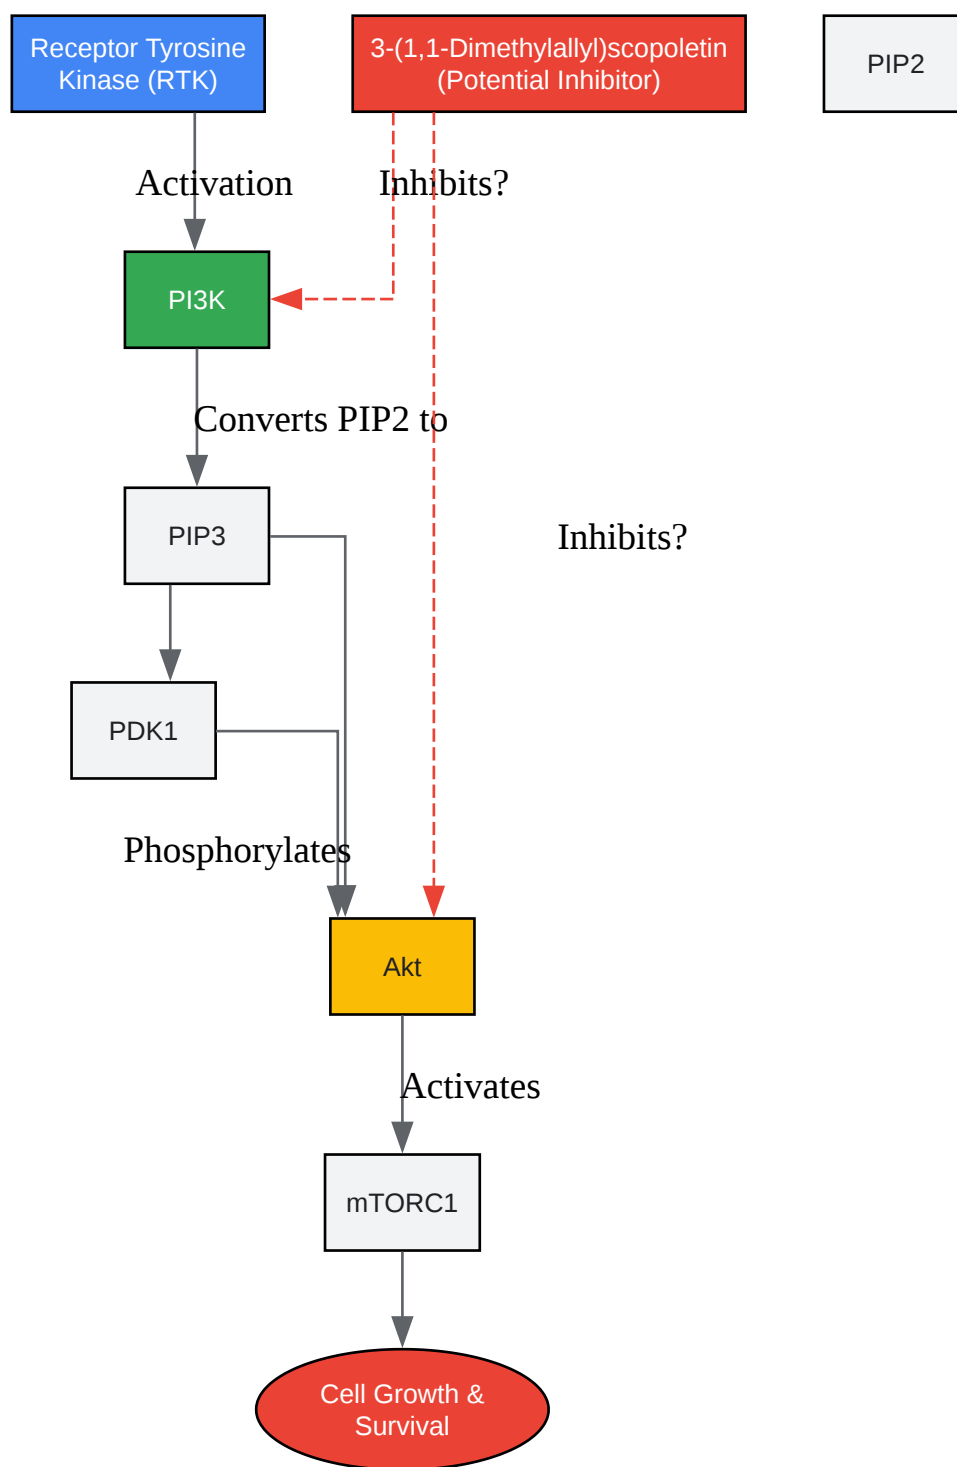 Receptor Tyrosine
Kinase (RTK)
3-(1,1-Dimethylallyl)scopoletin
(Potential Inhibitor)
PIP2
Activation
Inhibits?
PI3K
Converts PIP2 to
PIP3
Inhibits?
PDK1
Phosphorylates
Akt
Activates
mTORC1
Cell Growth &
Survival